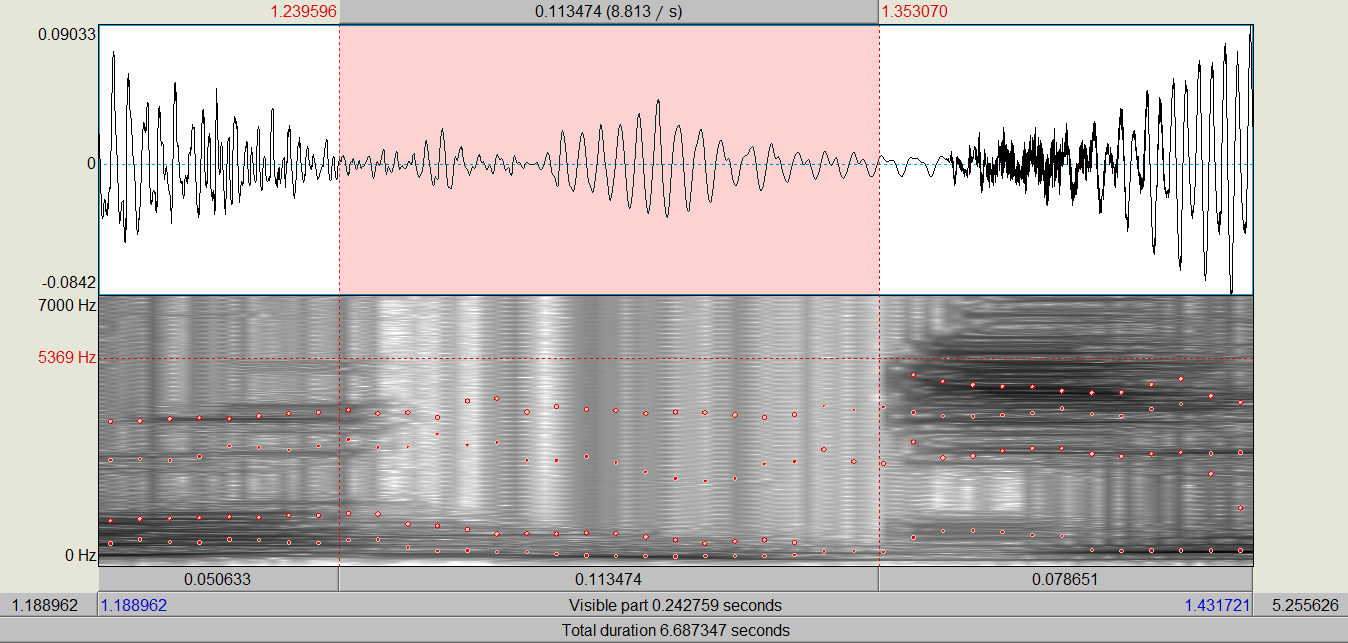 1.239596 0.113474 (8.813 / s) 1.353070
0.09033
0
-0.0842
7000 Hz
5369 Hz
0 Hz
0.050633 0.113474 0.078651
1.188962 1.188962 Visible part 0.242759 seconds 1.431721 5.255626
Total duration 6.687347 seconds